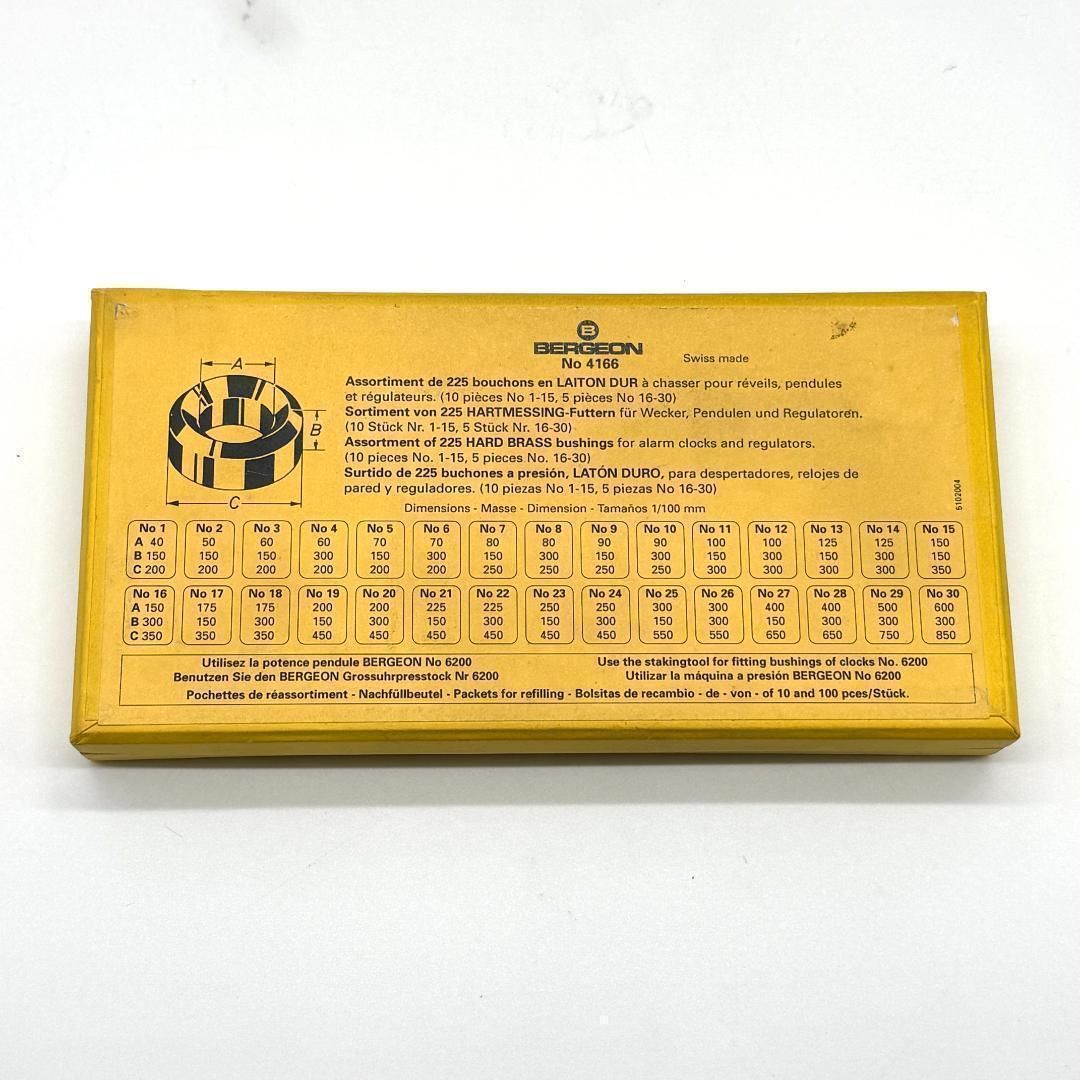 B
BERGEON
No 4166
Swiss made
Assortiment de 225 bouchons en LAITON DUR à chasser pour réveils, pendules
et régulateurs. (10 pièces No 1-15, 5 pièces No 16-30)
Sortiment von 225 HARTMESSING-Futtern für Wecker, Pendulen und Regulatoren.
(10 Stück Nr. 1-15, 5 Stück Nr. 16-30)
Assortment of 225 HARD BRASS bushings for alarm clocks and regulators.
(10 pieces No. 1-15, 5 pieces No. 16-30)
Surtido de 225 buchones a presión, LATÓN DURO, para despertadores, relojes de
pared y reguladores. (10 piezas No 1-15, 5 piezas No 16-30)
A
B
C
5102004
Dimensions - Masse - Dimension - Tamaños 1/100 mm
No 1 No 2 No 3 No 4 No 5 No 6 No 7 No 8 No 9 No 10 No 11 No 12 No 13 No 14 No 15
A 40 50 60 60 70 70 80 80 90 90 100 100 125 125 150
B 150 150 150 300 150 300 150 300 150 300 150 300 150 300 150
C 200 200 200 200 200 200 250 250 250 250 300 300 300 300 350
No 16 No 17 No 18 No 19 No 20 No 21 No 22 No 23 No 24 No 25 No 26 No 27 No 28 No 29 No 30
A 150 175 175 200 200 225 225 250 250 300 300 400 400 500 600
B 300 150 300 150 300 150 300 150 300 150 300 150 300 300 300
C 350 350 350 450 450 450 450 450 450 550 550 650 650 750 850
Utilisez la potence pendule BERGEON No 6200 Use the stakingtool for fitting bushings of clocks No. 6200
Benutzen Sie den BERGEON Grossuhrpresstock Nr 6200 Utilizar la máquina a presión BERGEON No 6200
Pochettes de réassortiment - Nachfüllbeutel - Packets for refilling - Bolsitas de recambio - de - von - of 10 and 100 pces/Stück.